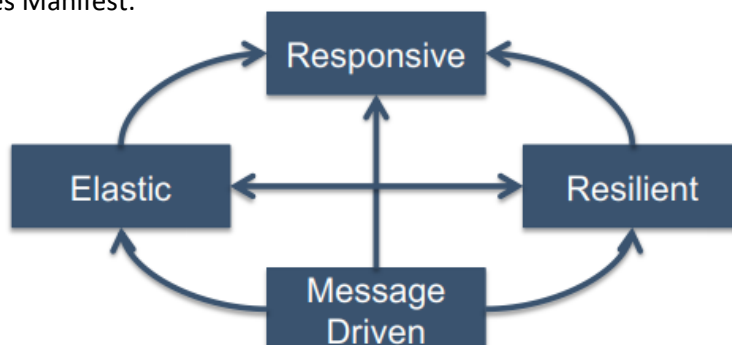 es Manifest:
Responsive
Elastic
Resilient
Message
Driven